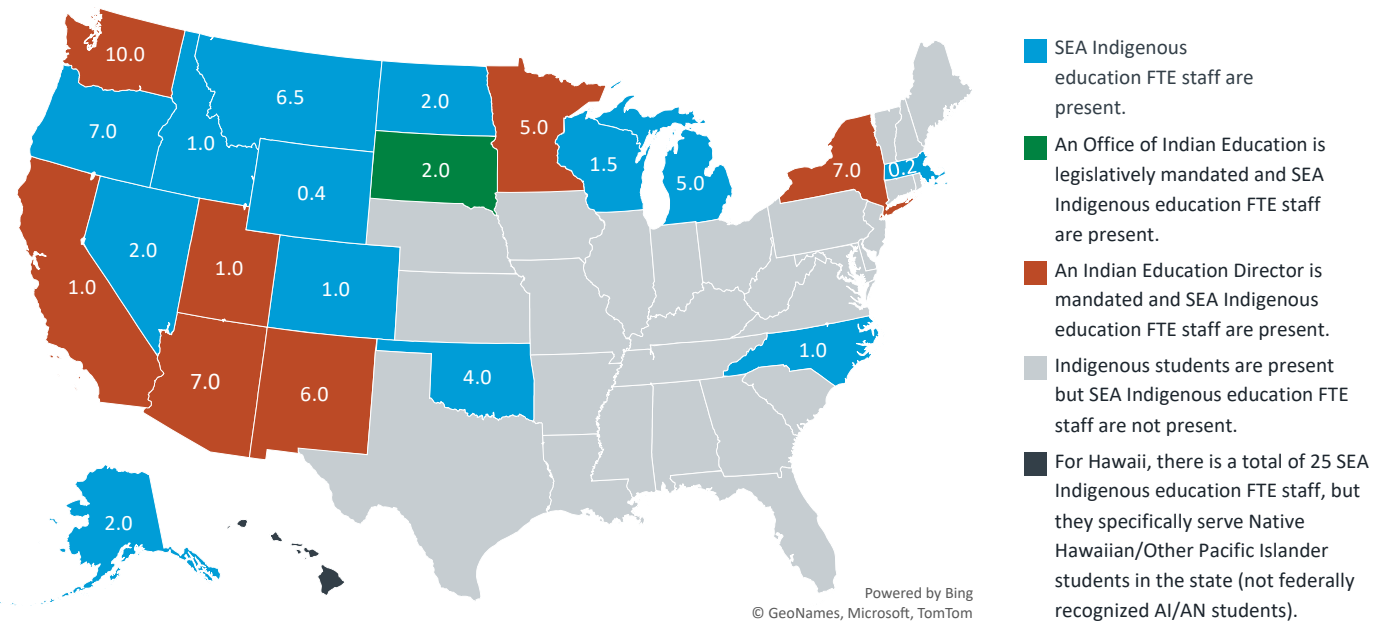 10.0
6.5
2.0
5.0
7.0
1.0
2.0
1.5
5.0
7.0
0.2
0.4
2.0
1.0
1.0
1.0
7.0
6.0
4.0
1.0
2.0
Powered by Bing
© GeoNames, Microsoft, TomTom
SEA Indigenous
education FTE staff are
present.
An Office of Indian Education is
legislatively mandated and SEA
Indigenous education FTE staff
are present.
An Indian Education Director is
mandated and SEA Indigenous
education FTE staff are present.
Indigenous students are present
but SEA Indigenous education FTE
staff are not present.
For Hawaii, there is a total of 25 SEA
Indigenous education FTE staff, but
they specifically serve Native
Hawaiian/Other Pacific Islander
students in the state (not federally
recognized AI/AN students).